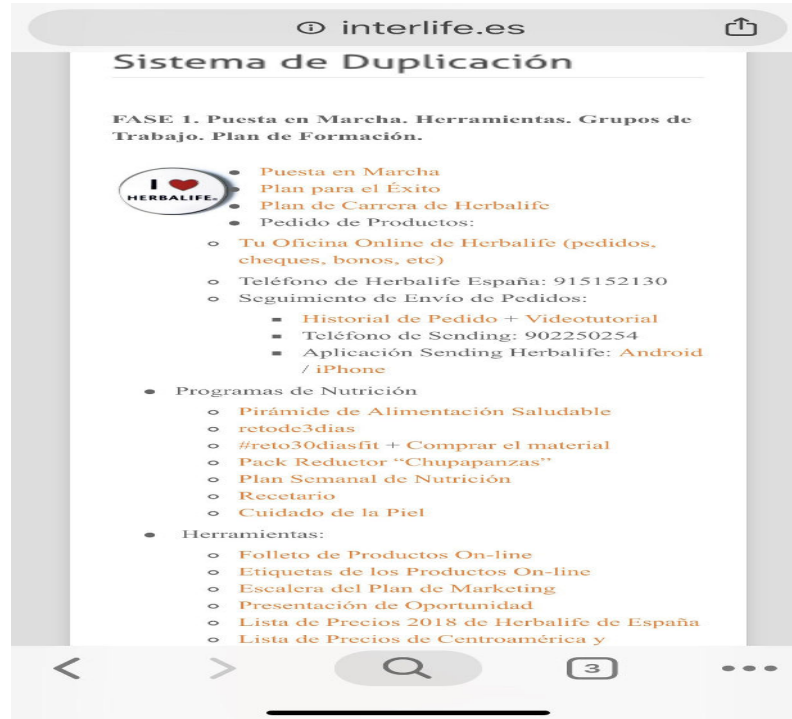 interlife.es
Sistema de Duplicación
FASE 1. Puesta en Marcha. Herramientas. Grupos de
Trabajo. Plan de Formación.
I ❤ HERBALIFE.
Puesta en Marcha
Plan para el Éxito
Plan de Carrera de Herbalife
Pedido de Productos:
Tu Oficina Online de Herbalife (pedidos,
cheques, bonos, etc)
Teléfono de Herbalife España: 915152130
Seguimiento de Envío de Pedidos:
Historial de Pedido + Videotutorial
Teléfono de Sending: 902250254
Aplicación Sending Herbalife: Android
/ iPhone
Programas de Nutrición
Pirámide de Alimentación Saludable
retode3dias
#reto30diasfit + Comprar el material
Pack Reductor “Chupapanzas”
Plan Semanal de Nutrición
Recetario
Cuidado de la Piel
Herramientas:
Folleto de Productos On-line
Etiquetas de los Productos On-line
Escalera del Plan de Marketing
Presentación de Oportunidad
Lista de Precios 2018 de Herbalife de España
Lista de Precios de Centroamérica y
3